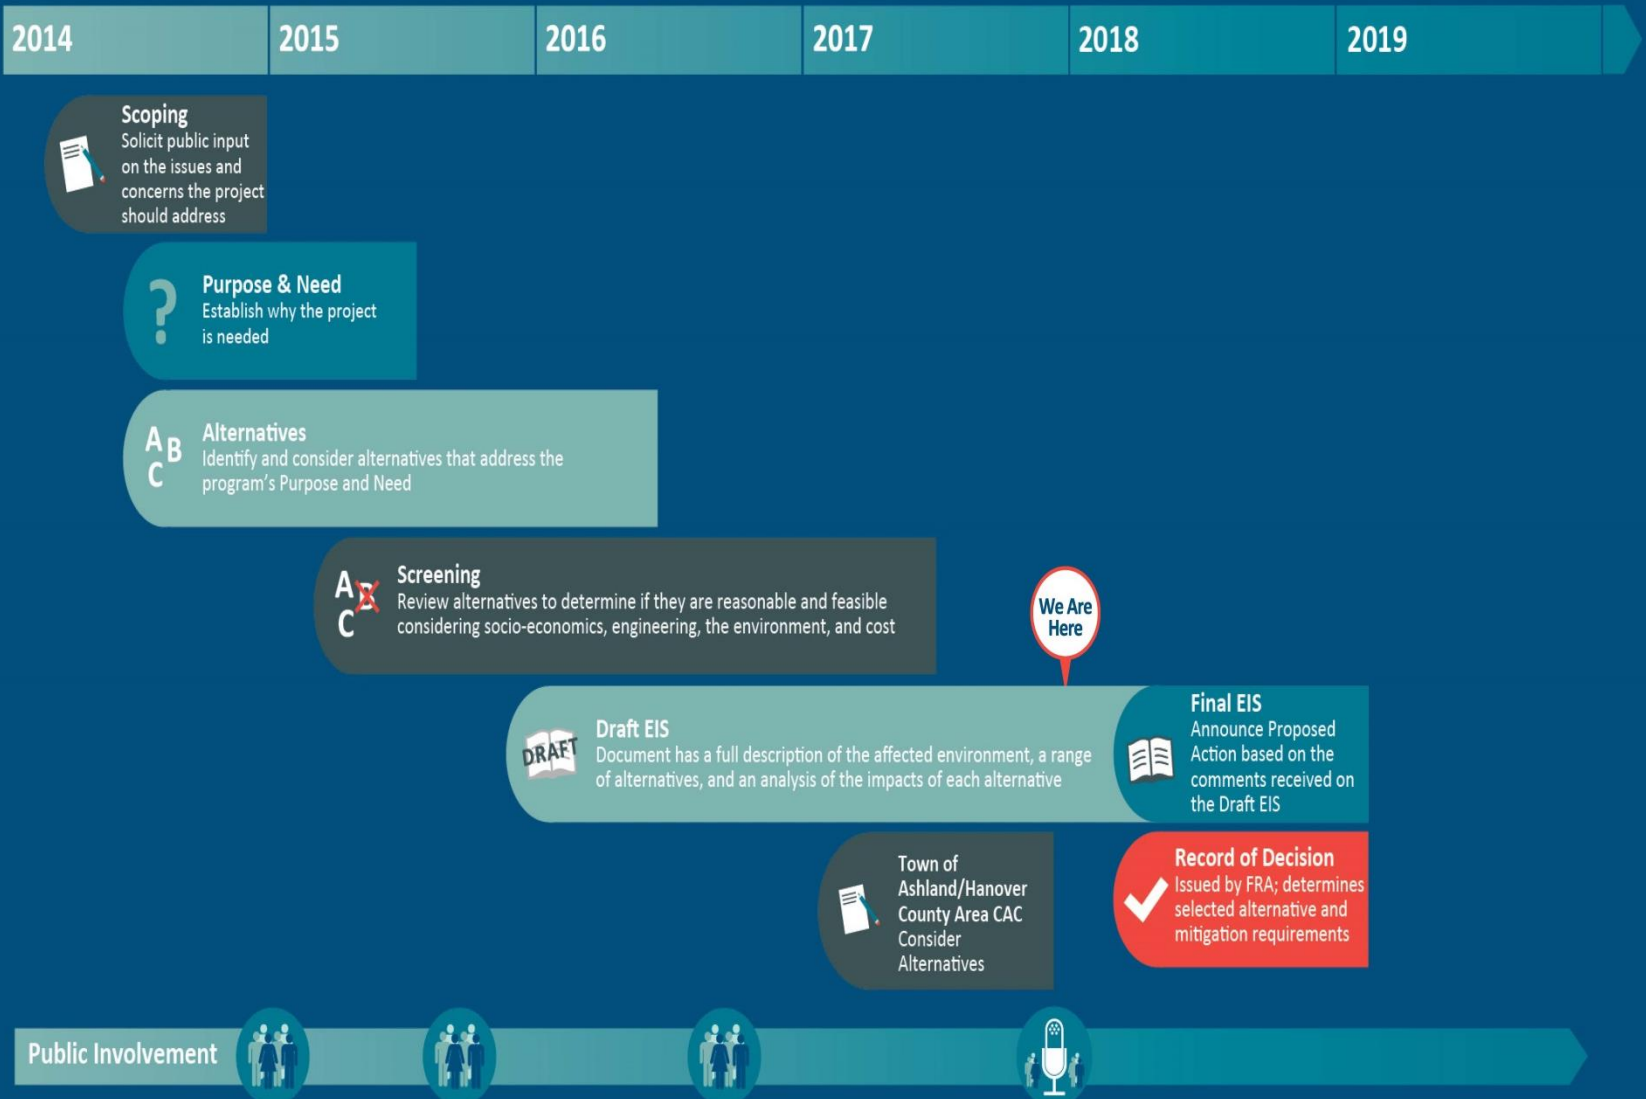 2014
2015
2016
2017
2018
2019
Scoping
Solicit public input
on the issues and
concerns the project
should address
?
Purpose & Need
Establish why the project
is needed
A B
C
Alternatives
Identify and consider alternatives that address the
program's Purpose and Need
A B
C
Screening
Review alternatives to determine if they are reasonable and feasible
considering socio-economics, engineering, the environment, and cost
We Are
Here
DRAFT
Draft EIS
Document has a full description of the affected environment, a range
of alternatives, and an analysis of the impacts of each alternative
Final EIS
Announce Proposed
Action based on the
comments received on
the Draft EIS
Town of
Ashland/Hanover
County Area CAC
Consider
Alternatives
Record of Decision
Issued by FRA; determines
selected alternative and
mitigation requirements
Public Involvement